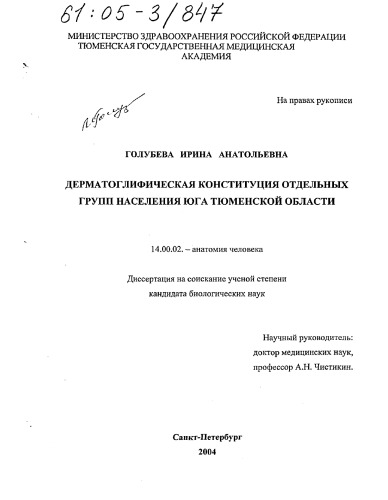 61:05-3/847
МИНИСТЕРСТВО ЗДРАВООХРАНЕНИЯ РОССИЙСКОЙ ФЕДЕРАЦИИ
ТЮМЕНСКАЯ ГОСУДАРСТВЕННАЯ МЕДИЦИНСКАЯ
АКАДЕМИЯ
На правах рукописи
ГОЛУБЕВА ИРИНА АНАТОЛЬЕВНА
ДЕРМАТОГЛИФИЧЕСКАЯ КОНСТИТУЦИЯ ОТДЕЛЬНЫХ
ГРУПП НАСЕЛЕНИЯ ЮГА ТЮМЕНСКОЙ ОБЛАСТИ
14.00.02. – анатомия человека
Диссертация на соискание ученой степени
кандидата биологических наук
Научный руководитель:
доктор медицинских наук,
профессор А.Н. Чистикин.
Санкт-Петербург
2004